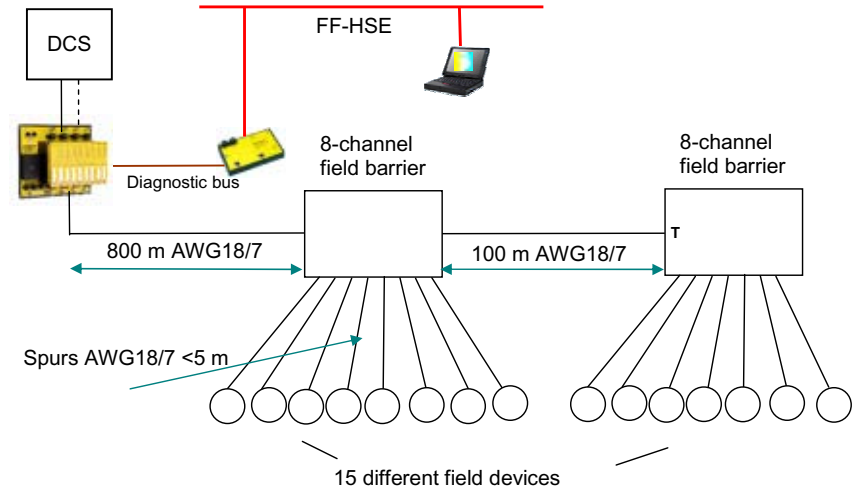 FF-HSE
DCS
8-channel
field barrier
8-channel
field barrier
Diagnostic bus
T
800 m AWG18/7
100 m AWG18/7
Spurs AWG18/7 <5 m
15 different field devices